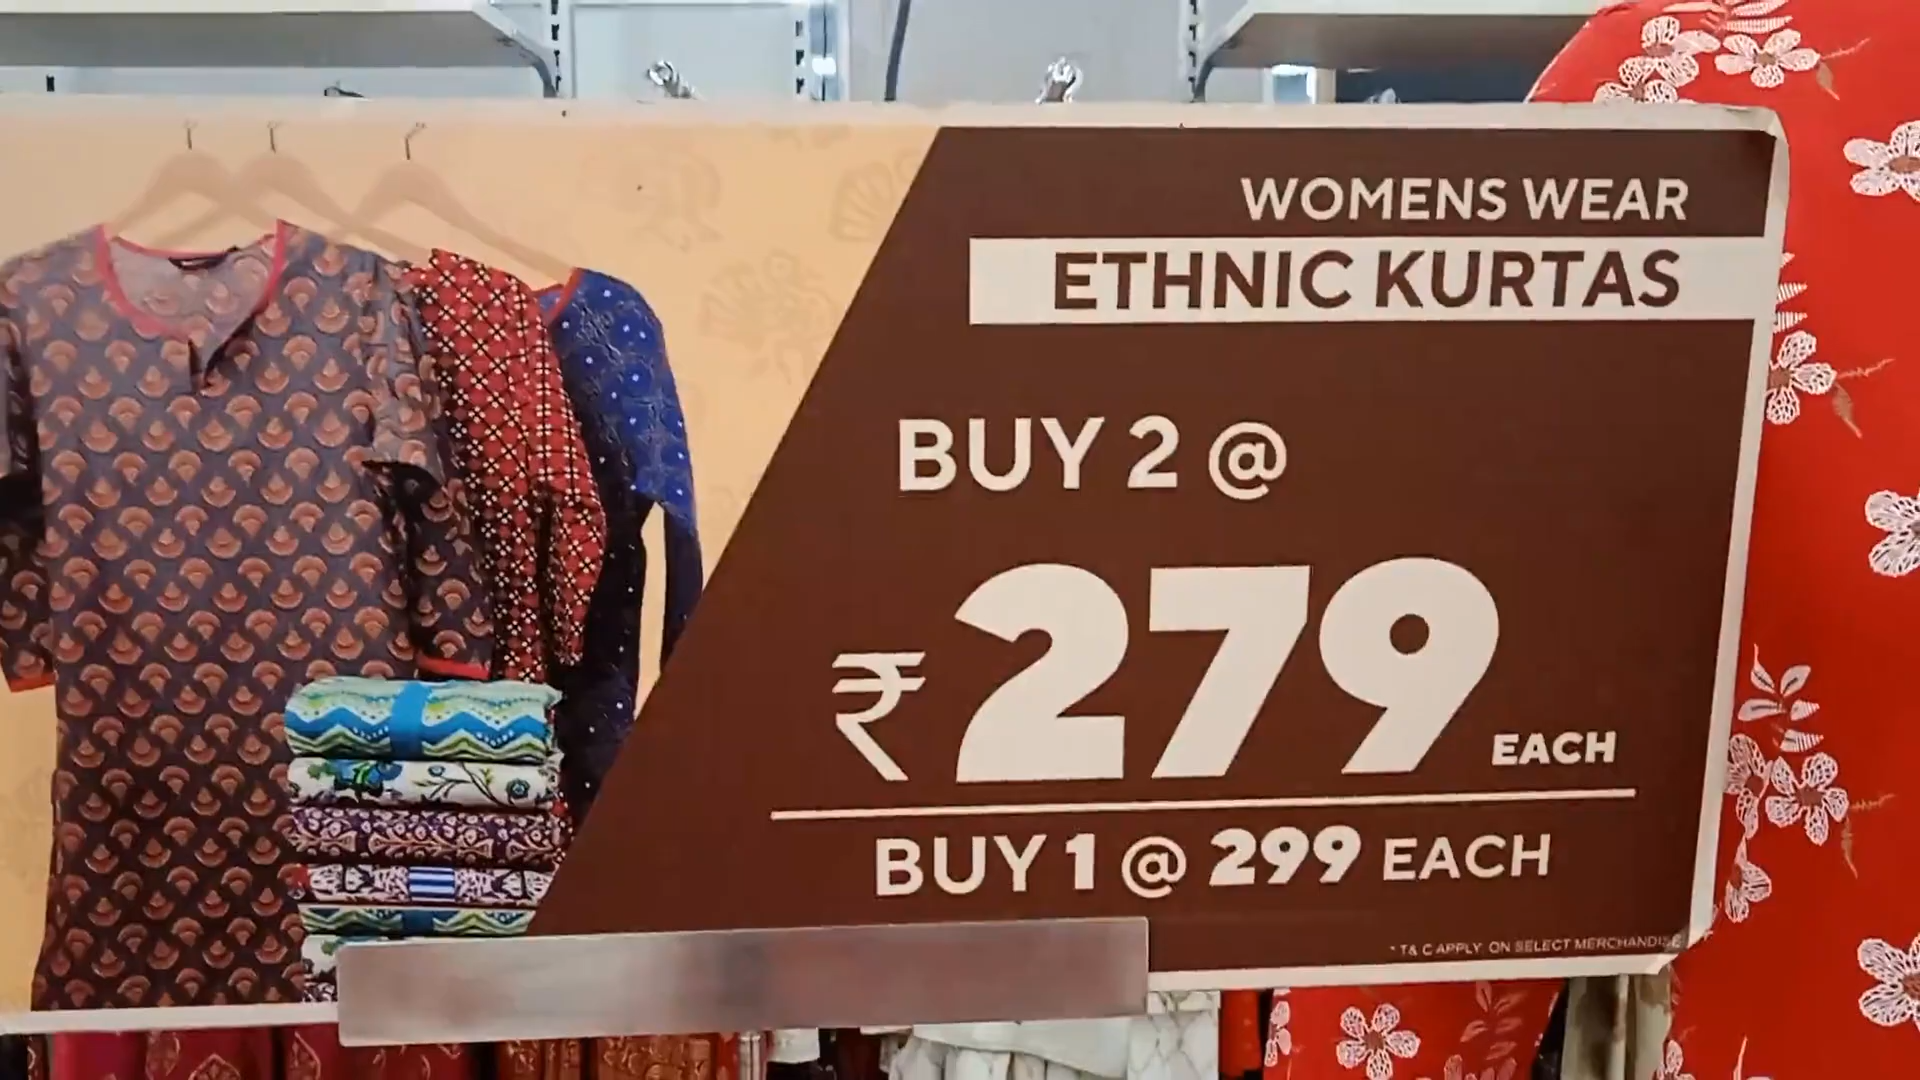 WOMENS WEAR
ETHNIC KURTAS
BUY 2 @
₹279 EACH
BUY 1 @ 299 EACH
* T& C APPLY. ON SELECT MERCHANDISE